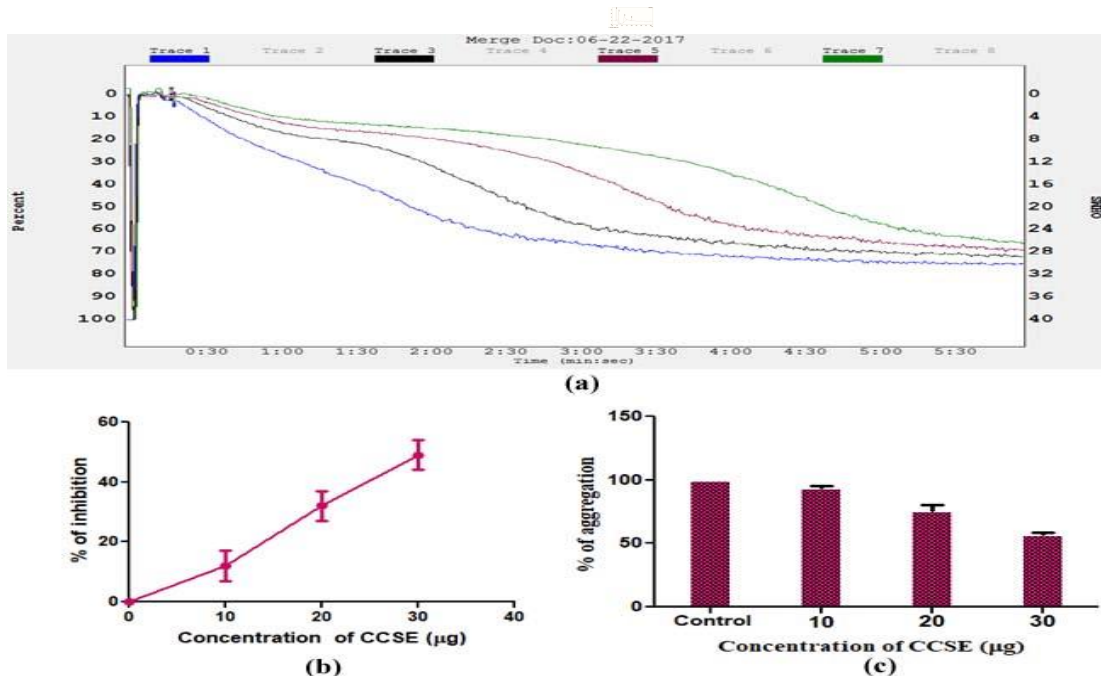 Merge Doc:06-22-2017
Trace 1 Trace 2 Trace 3 Trace 4 Trace 5 Trace 6 Trace 7 Trace 8
Percent
0
10
20
30
40
50
60
70
80
90
100
0
4
8
12
16
20
24
28
32
36
40
OHMS
0:30 1:00 1:30 2:00 2:30 3:00 3:30 4:00 4:30 5:00 5:30
Time (min:sec)
(a)
% of inhibition
60
40
20
0
0 10 20 30 40
Concentration of CCSE (µg)
(b)
% of aggregation
150
100
50
0
Control 10 20 30
Concentration of CCSE (µg)
(c)